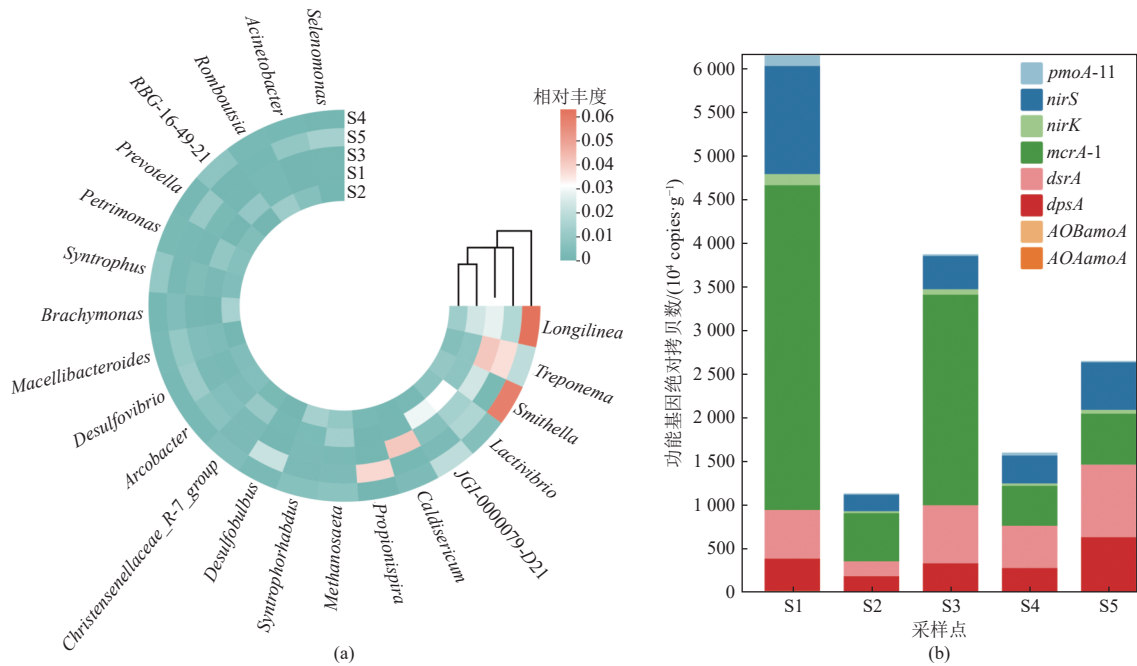 Selenomonas
Acinetobacter
Romboutsia
RBG-16-49-21
Prevotella
Petrimonas
Syntrophus
Brachymonas
Macellibacteroides
Desulfovibrio
Arcobacter
Christensenellaceae_R-7_group
Desulfobulbus
Syntrophorhabdus
Methanosaeta
Propionispira
Caldisericum
JGI-0000079-D21
Lactivibrio
Smithella
Treponema
Longilinea
S4
S5
S3
S1
S2
相对丰度
0.06
0.05
0.04
0.03
0.02
0.01
0
(a)
功能基因绝对拷贝数/(10⁴ copies·g⁻¹)
6 000
5 500
5 000
4 500
4 000
3 500
3 000
2 500
2 000
1 500
1 000
500
0
pmoA-11
nirS
nirK
mcrA-1
dsrA
dpsA
AOBamoA
AOAamoA
S1 S2 S3 S4 S5
采样点
(b)